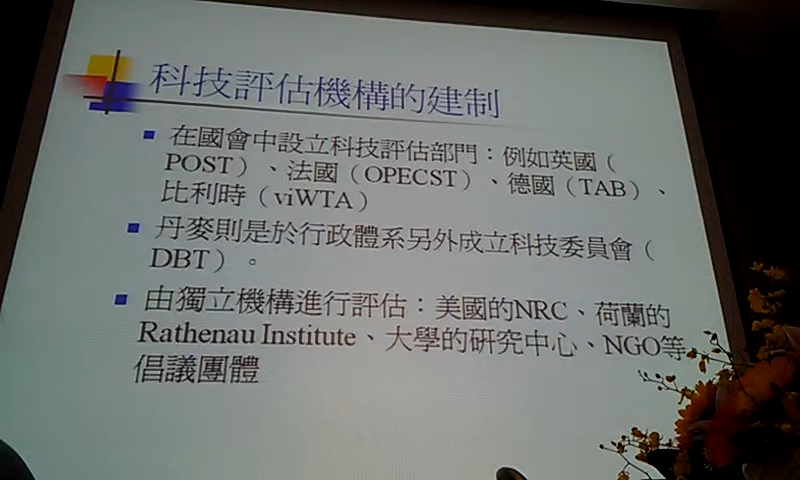 科技評估機構的建制
在國會中設立科技評估部門：例如英國（
POST）、法國（OPECST）、德國（TAB）、
比利時（viWTA）
丹麥則是於行政體系另外成立科技委員會（
DBT）。
由獨立機構進行評估：美國的NRC、荷蘭的
Rathenau Institute、大學的研究中心、NGO等
倡議團體